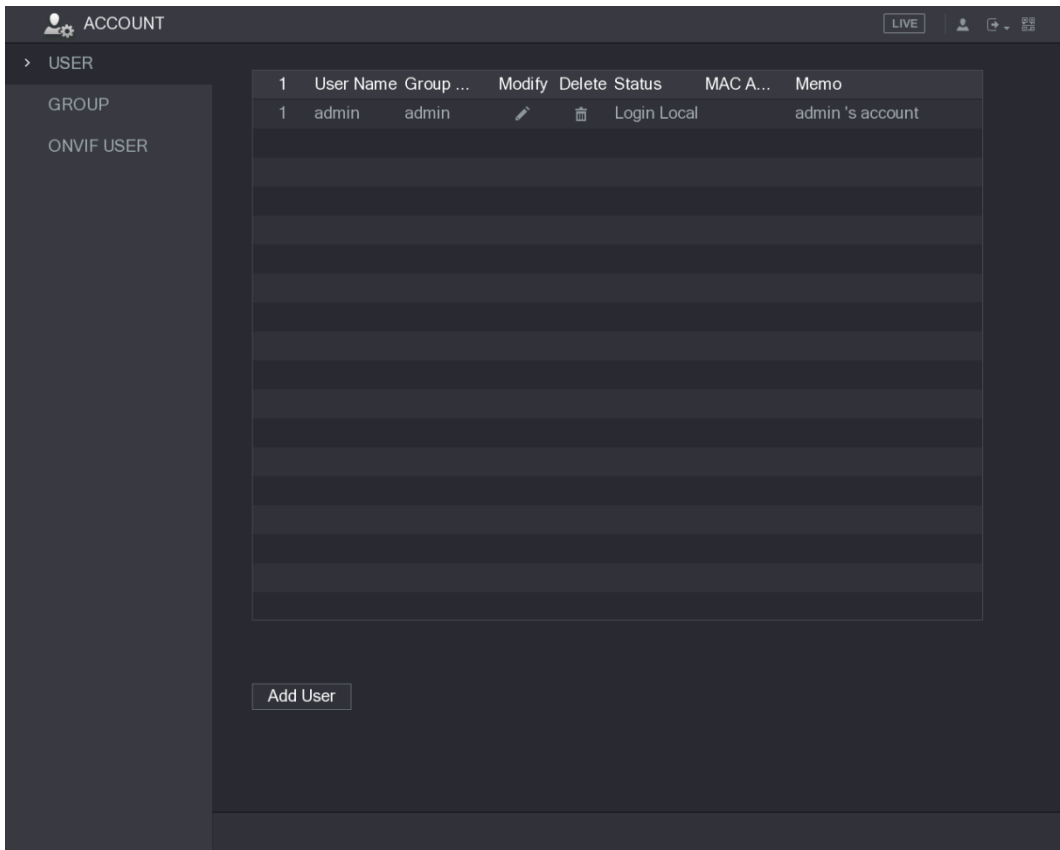 ACCOUNT LIVE
USER
GROUP
ONVIF USER
1 User Name Group ... Modify Delete Status MAC A... Memo
1 admin admin Login Local admin 's account
Add User